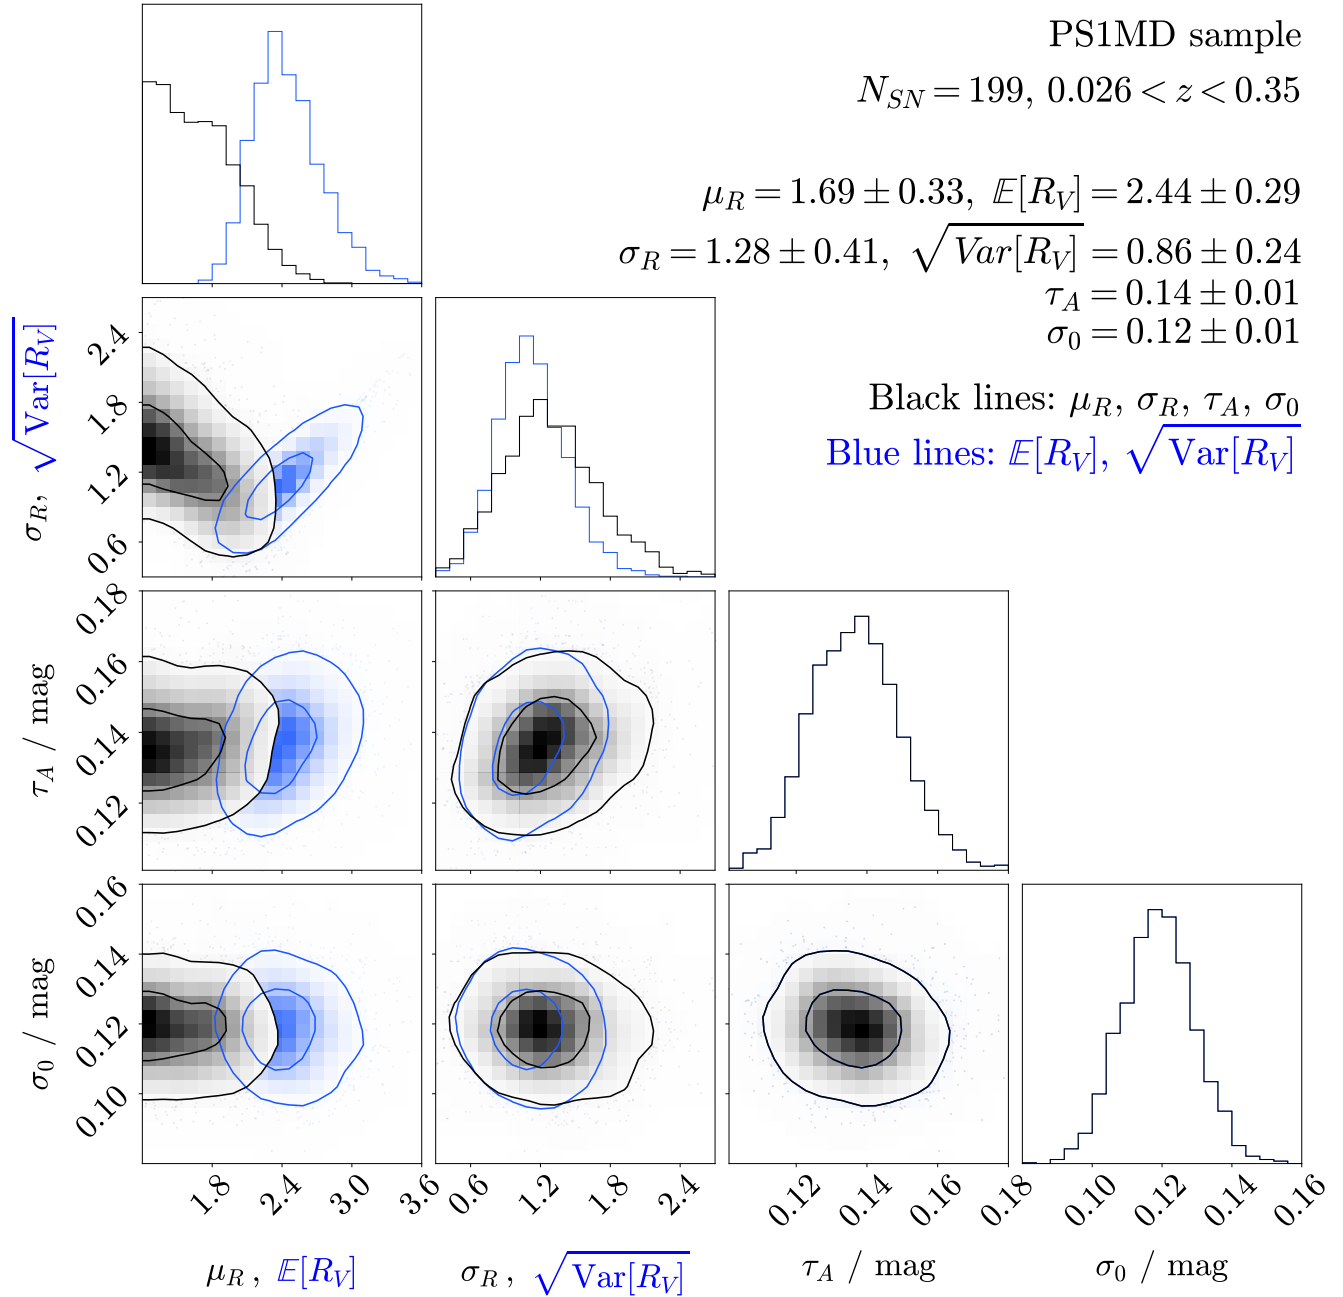 PS1MD sample
N_SN = 199, 0.026 < z < 0.35
μ_R = 1.69 ± 0.33, 𝔼[R_V] = 2.44 ± 0.29
σ_R = 1.28 ± 0.41, √Var[R_V] = 0.86 ± 0.24
τ_A = 0.14 ± 0.01
σ_0 = 0.12 ± 0.01
Black lines: μ_R, σ_R, τ_A, σ_0
Blue lines: 𝔼[R_V], √Var[R_V]
σ_R, √Var[R_V]
2.4
1.8
1.2
0.6
τ_A / mag
0.18
0.16
0.14
0.12
σ_0 / mag
0.16
0.14
0.12
0.10
1.8 2.4 3.0 3.6
0.6 1.2 1.8 2.4
0.12 0.14 0.16 0.18
0.10 0.12 0.14 0.16
μ_R , 𝔼[R_V]
σ_R, √Var[R_V]
τ_A / mag
σ_0 / mag